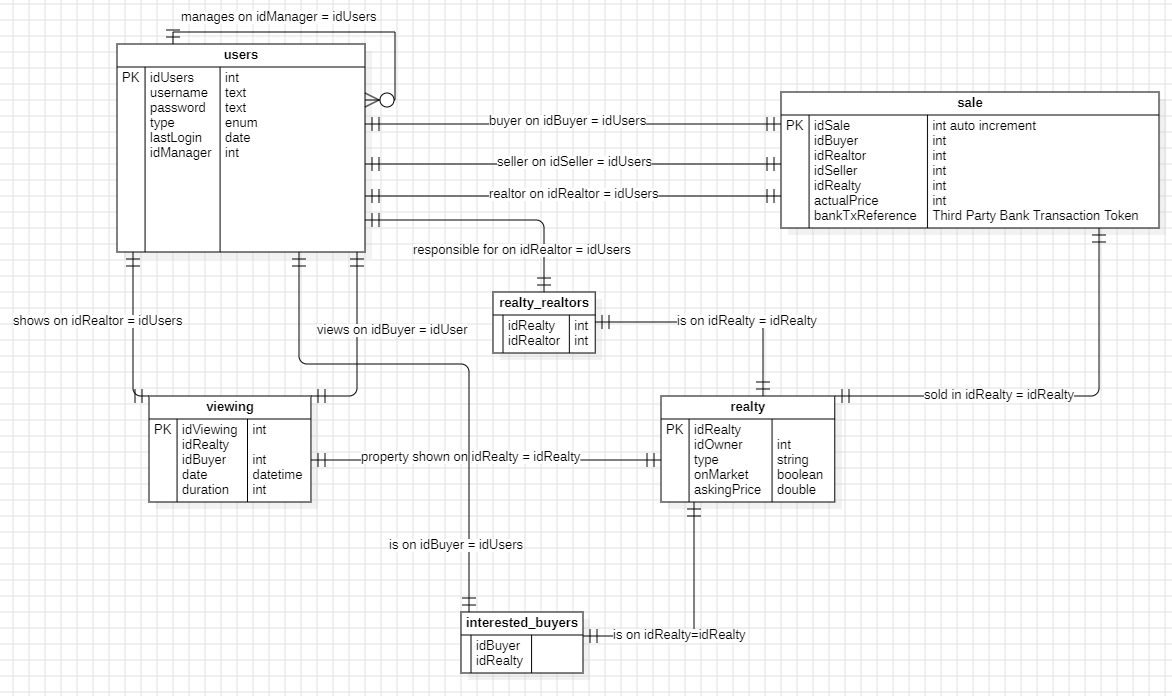 manages on idManager = idUsers
users
PK idUsers int
username text
password text
type enum
lastLogin date
idManager int
sale
PK idSale int auto increment
idBuyer int
idRealtor int
idSeller int
idRealty int
actualPrice int
bankTxReference Third Party Bank Transaction Token
buyer on idBuyer = idUsers
seller on idSeller = idUsers
realtor on idRealtor = idUsers
responsible for on idRealtor = idUsers
realty_realtors
idRealty int
idRealtor int
shows on idRealtor = idUsers
views on idBuyer = idUser
is on idRealty = idRealty
sold in idRealty = idRealty
viewing
PK idViewing int
idRealty
idBuyer int
date datetime
duration int
realty
PK idRealty
idOwner int
type string
onMarket boolean
askingPrice double
property shown on idRealty = idRealty
is on idBuyer = idUsers
interested_buyers
idBuyer
idRealty
is on idRealty=idRealty